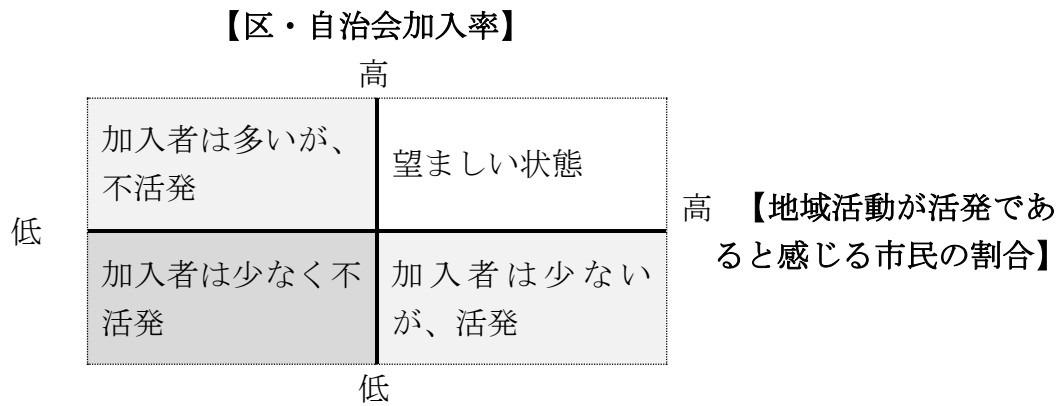 【区・自治会加入率】
高
加入者は多いが、
不活発
望ましい状態
低
高 【地域活動が活発であ
ると感じる市民の割合】
加入者は少なく不
活発
加入者は少ない
が、活発
低